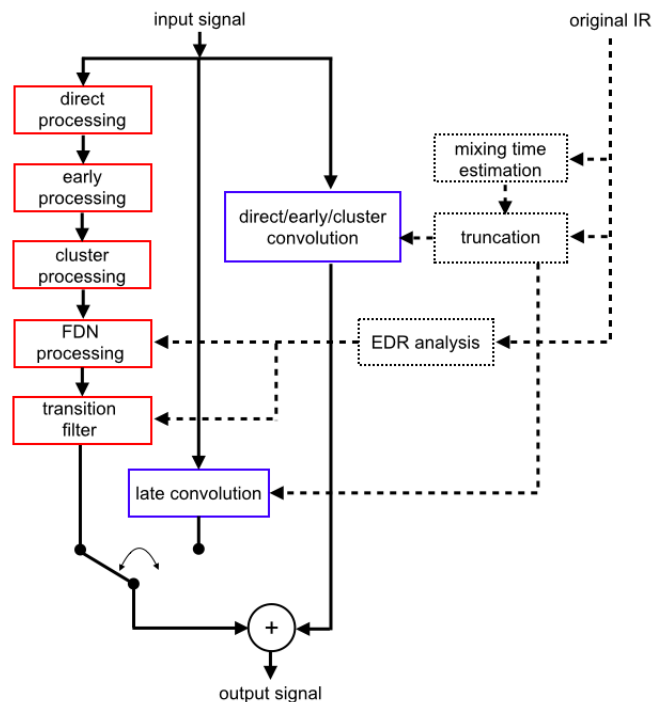 input signal
original IR
direct
processing
early
processing
cluster
processing
FDN
processing
transition
filter
direct/early/cluster
convolution
mixing time
estimation
truncation
EDR analysis
late convolution
+
output signal